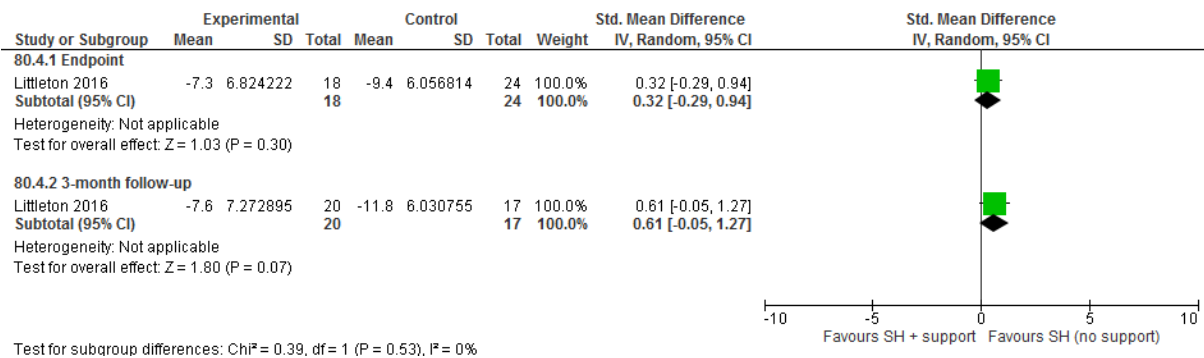 Experimental Control Std. Mean Difference Std. Mean Difference
Study or Subgroup Mean SD Total Mean SD Total Weight IV, Random, 95% CI IV, Random, 95% CI
80.4.1 Endpoint
Littleton 2016 -7.3 6.824222 18 -9.4 6.056814 24 100.0% 0.32 [-0.29, 0.94]
Subtotal (95% CI) 18 24 100.0% 0.32 [-0.29, 0.94]
Heterogeneity: Not applicable
Test for overall effect: Z = 1.03 (P = 0.30)
80.4.2 3-month follow-up
Littleton 2016 -7.6 7.272895 20 -11.8 6.030755 17 100.0% 0.61 [-0.05, 1.27]
Subtotal (95% CI) 20 17 100.0% 0.61 [-0.05, 1.27]
Heterogeneity: Not applicable
Test for overall effect: Z = 1.80 (P = 0.07)
-10 -5 0 5 10
Favours SH + support Favours SH (no support)
Test for subgroup differences: Chi² = 0.39, df = 1 (P = 0.53), I² = 0%